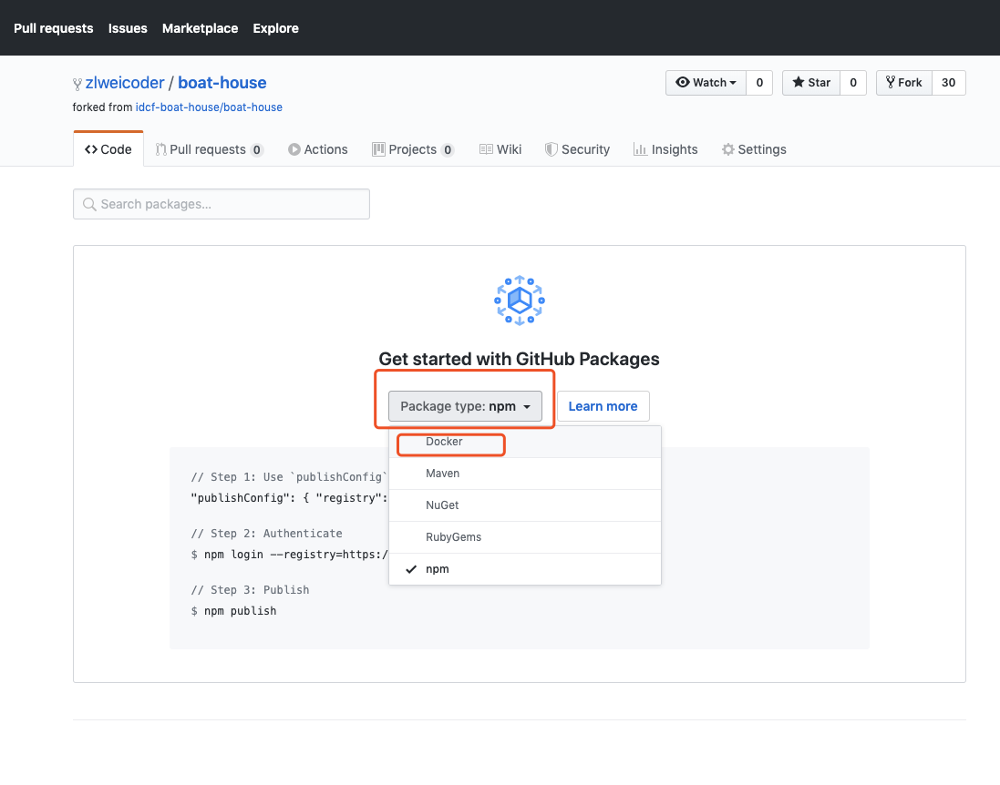 Pull requests Issues Marketplace Explore
zlweicoder / boat-house
Watch 0 Star 0 Fork 30
forked from idcf-boat-house/boat-house
Code Pull requests 0 Actions Projects 0 Wiki Security Insights Settings
Search packages...
Get started with GitHub Packages
Package type: npm Learn more
Docker
Maven
NuGet
RubyGems
npm
// Step 1: Use `publishConfig`
"publishConfig": { "registry":
// Step 2: Authenticate
$ npm login --registry=https:/
// Step 3: Publish
$ npm publish